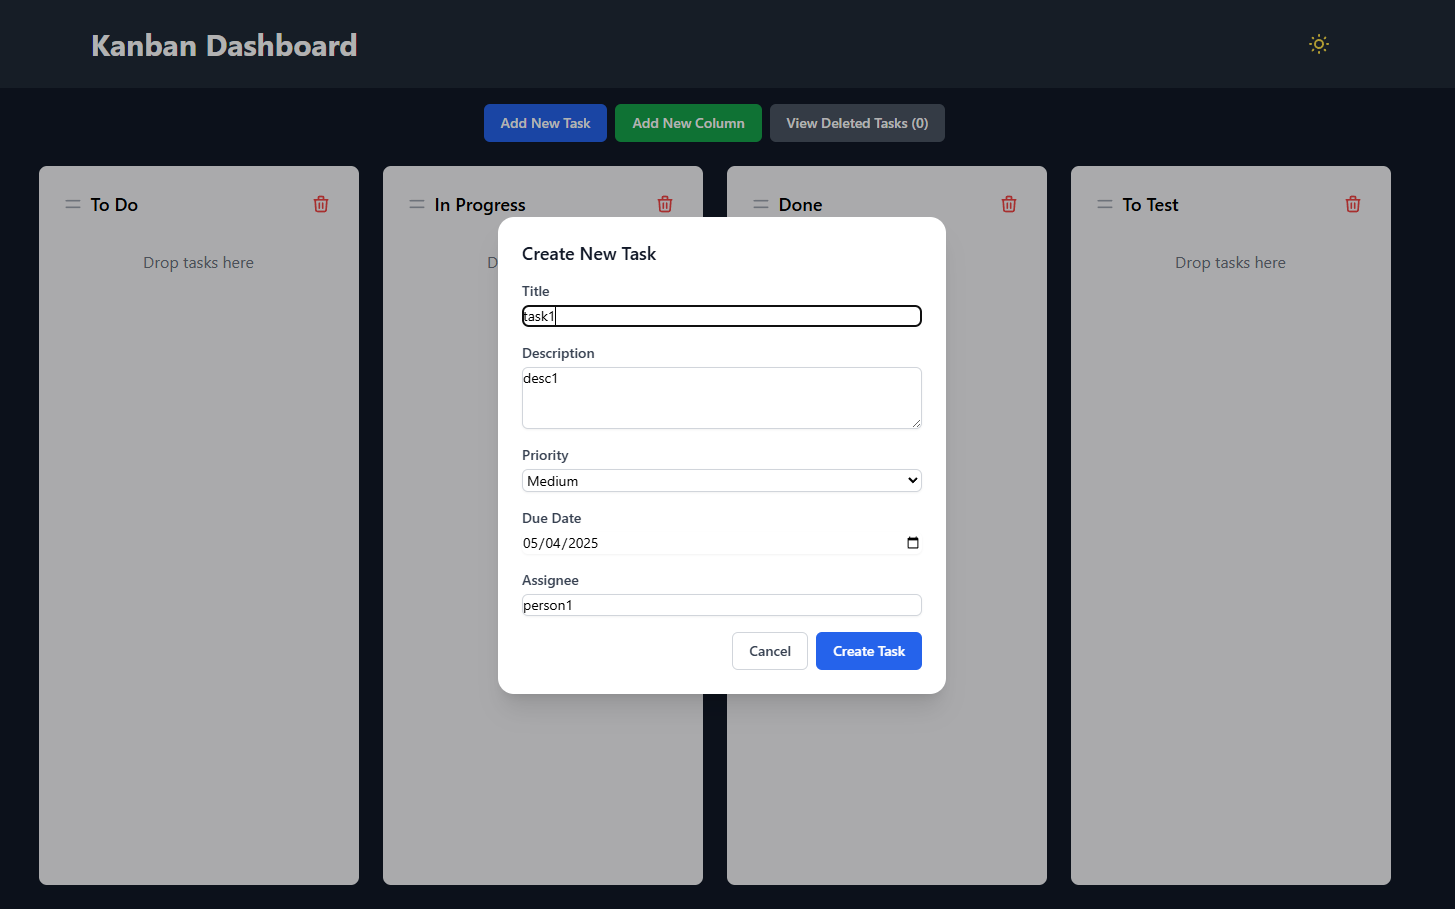 Kanban Dashboard
Add New Task
Add New Column
View Deleted Tasks (0)
To Do
In Progress
Done
To Test
Drop tasks here
D
Drop tasks here
Create New Task
Title
task1
Description
desc1
Priority
Medium
Due Date
05/04/2025
Assignee
person1
Cancel
Create Task